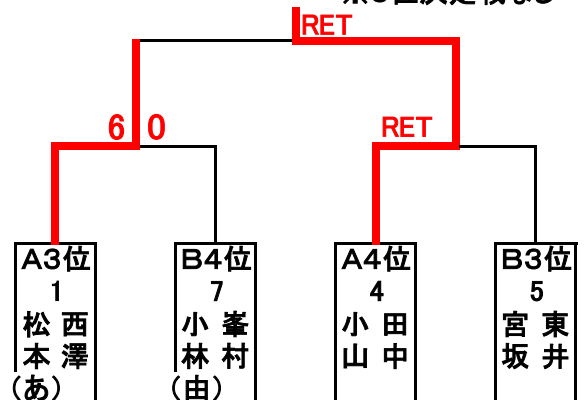 RET
6 0
RET
A3位
1
松本(あ)
西澤
B4位
7
小林(由)
峯村
A4位
4
小山
田中
B3位
5
宮坂
東井